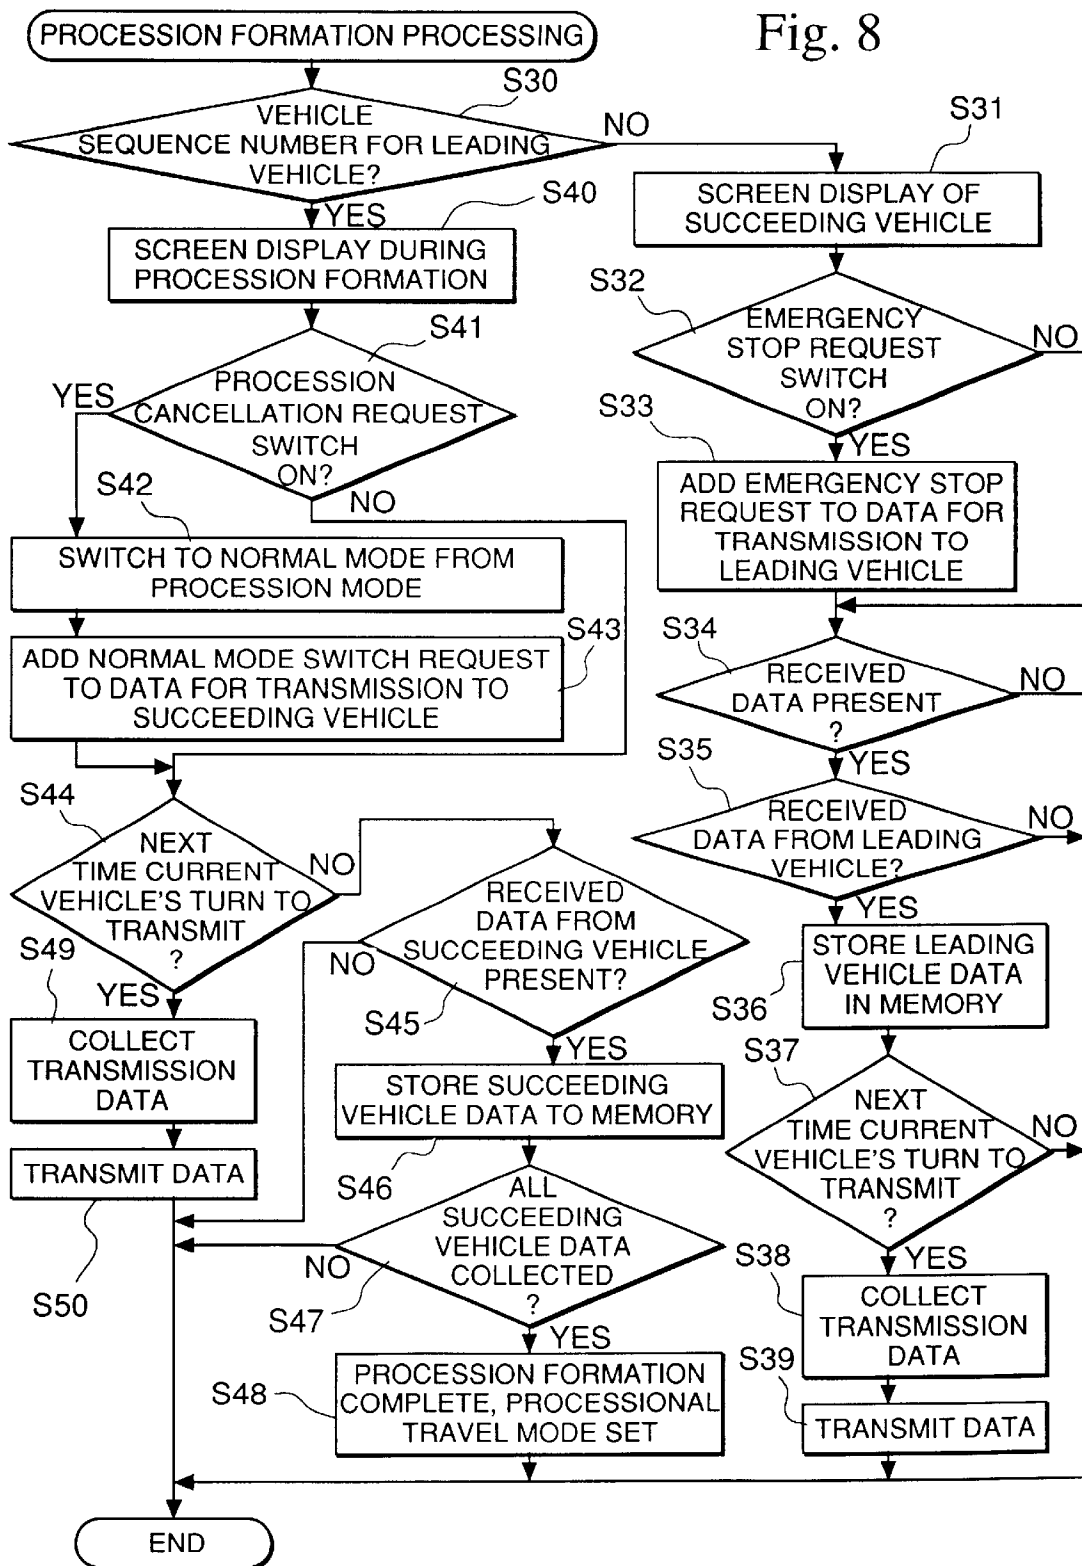 Fig. 8
PROCESSION FORMATION PROCESSING
S30
VEHICLE
SEQUENCE NUMBER FOR LEADING
VEHICLE?
NO
YES
S31
SCREEN DISPLAY OF
SUCCEEDING VEHICLE
S40
SCREEN DISPLAY DURING
PROCESSION FORMATION
S32
EMERGENCY
STOP REQUEST
SWITCH
ON?
NO
YES
S41
PROCESSION
CANCELLATION REQUEST
SWITCH
ON?
YES
NO
S33
ADD EMERGENCY STOP
REQUEST TO DATA FOR
TRANSMISSION TO
LEADING VEHICLE
S42
SWITCH TO NORMAL MODE FROM
PROCESSION MODE
S43
ADD NORMAL MODE SWITCH REQUEST
TO DATA FOR TRANSMISSION TO
SUCCEEDING VEHICLE
S34
RECEIVED
DATA PRESENT
?
NO
YES
S35
RECEIVED
DATA FROM LEADING
VEHICLE?
NO
YES
S44
NEXT
TIME CURRENT
VEHICLE'S TURN TO
TRANSMIT
?
NO
YES
RECEIVED
DATA FROM
SUCCEEDING VEHICLE
PRESENT?
NO
S45
YES
STORE LEADING
VEHICLE DATA
IN MEMORY
S36
S49
COLLECT
TRANSMISSION
DATA
STORE SUCCEEDING
VEHICLE DATA TO MEMORY
S46
S37
NEXT
TIME CURRENT
VEHICLE'S TURN TO
TRANSMIT
?
NO
YES
TRANSMIT DATA
S50
ALL
SUCCEEDING
VEHICLE DATA
COLLECTED
?
NO
S47
YES
S38
COLLECT
TRANSMISSION
DATA
S39
TRANSMIT DATA
S48
PROCESSION FORMATION
COMPLETE, PROCESSIONAL
TRAVEL MODE SET
END